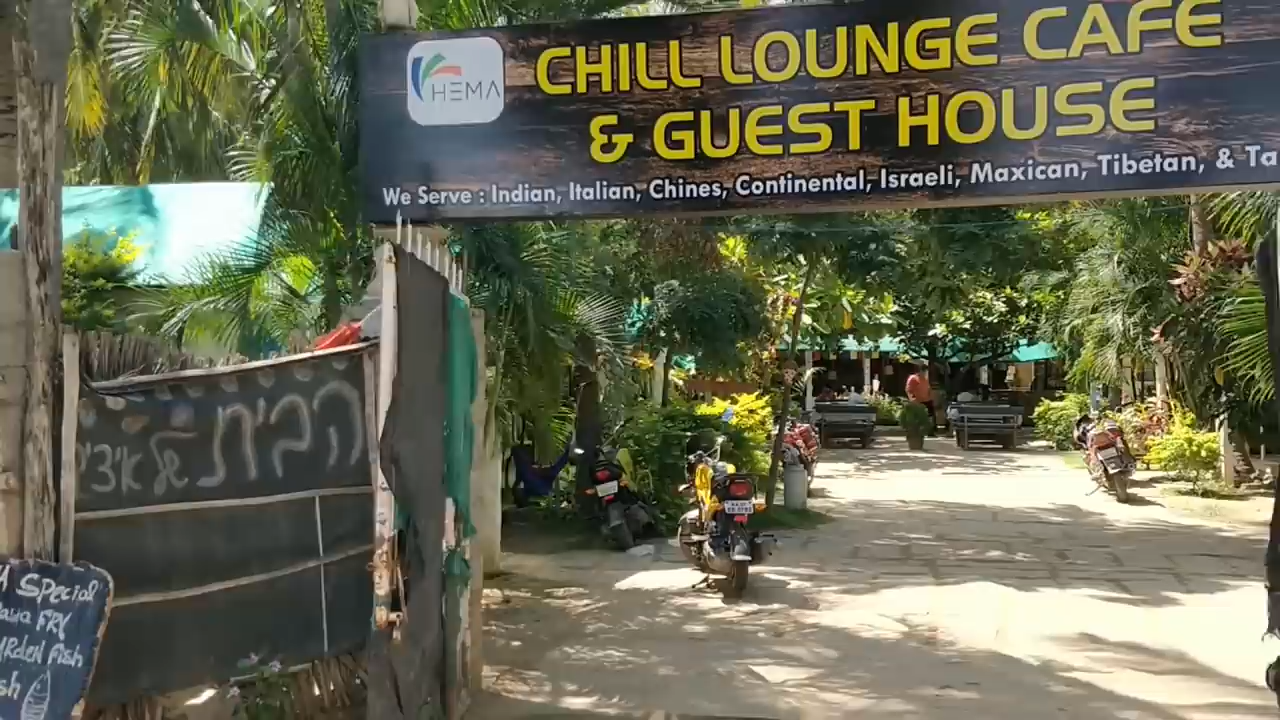 HEMA
CHILL LOUNGE CAFE
& GUEST HOUSE
We Serve : Indian, Italian, Chines, Continental, Israeli, Maxican, Tibetan, & Ta
הבית של איצי
Special
FRY
Fish